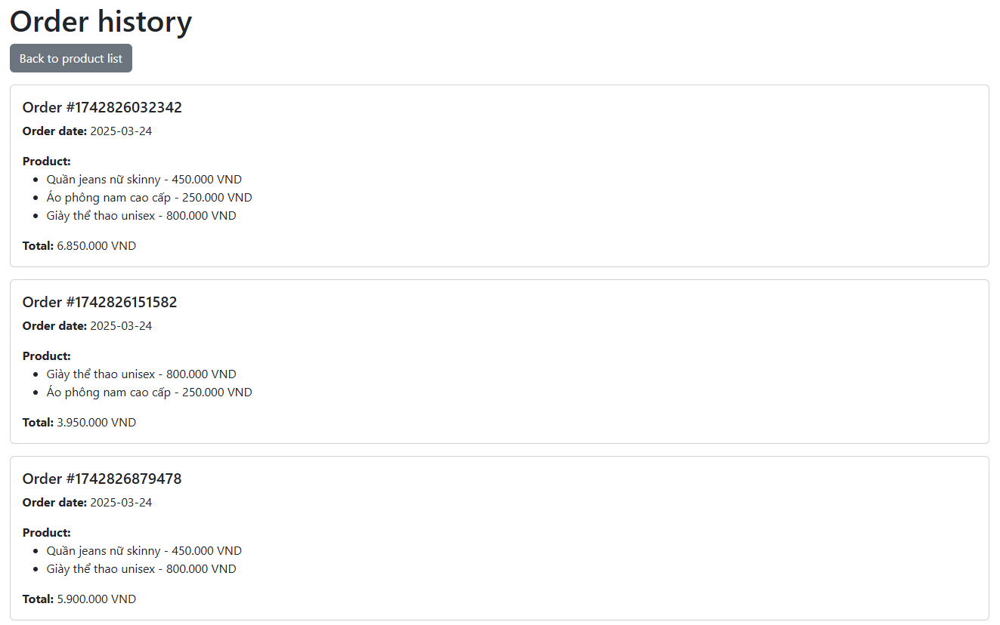 Order history
Back to product list
Order #1742826032342
Order date: 2025-03-24
Product:
Quần jeans nữ skinny - 450.000 VND
Áo phông nam cao cấp - 250.000 VND
Giày thể thao unisex - 800.000 VND
Total: 6.850.000 VND
Order #1742826151582
Order date: 2025-03-24
Product:
Giày thể thao unisex - 800.000 VND
Áo phông nam cao cấp - 250.000 VND
Total: 3.950.000 VND
Order #1742826879478
Order date: 2025-03-24
Product:
Quần jeans nữ skinny - 450.000 VND
Giày thể thao unisex - 800.000 VND
Total: 5.900.000 VND